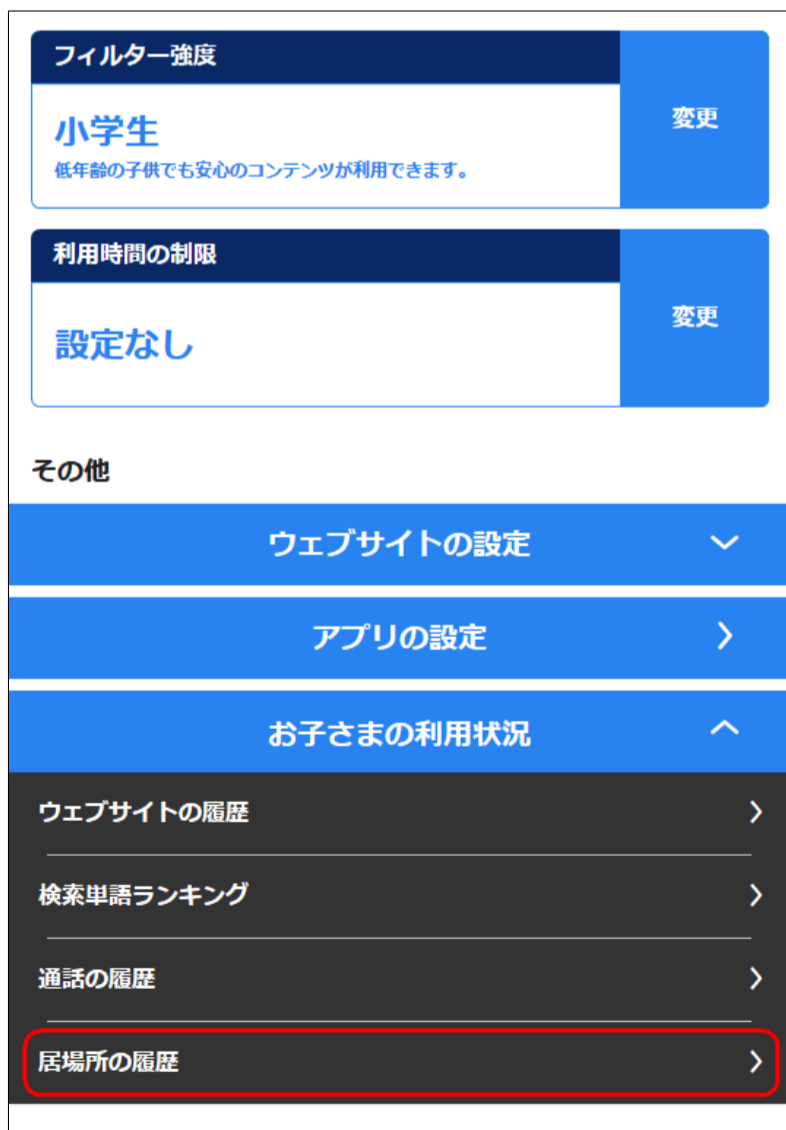 フィルター強度
小学生
低年齢の子供でも安心のコンテンツが利用できます。
変更
利用時間の制限
設定なし
変更
その他
ウェブサイトの設定
アプリの設定
お子さまの利用状況
ウェブサイトの履歴
検索単語ランキング
通話の履歴
居場所の履歴